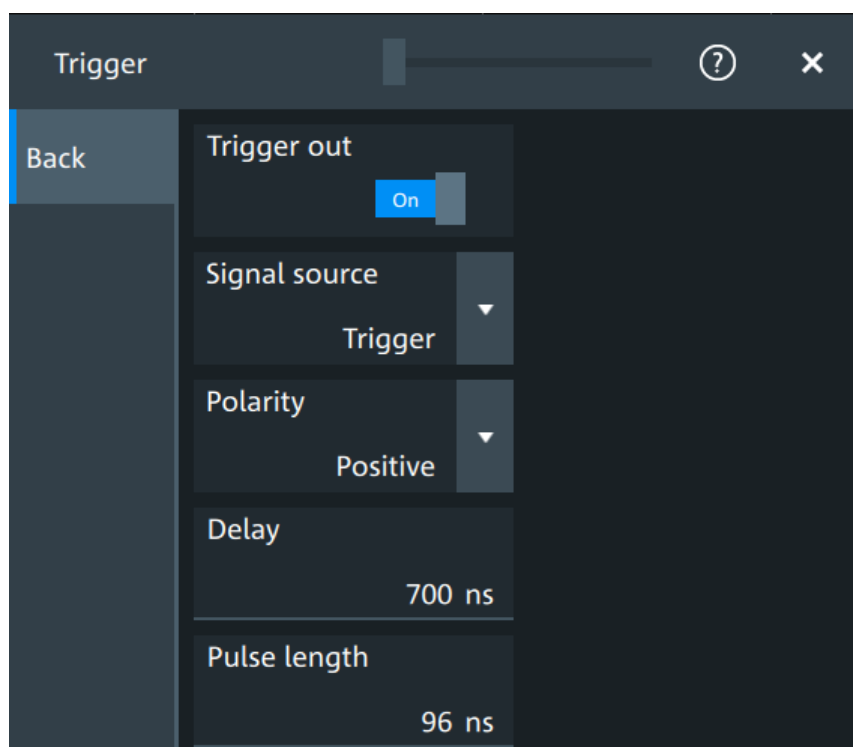 Trigger
?
Back
Trigger out
On
Signal source
Trigger
Polarity
Positive
Delay
700 ns
Pulse length
96 ns